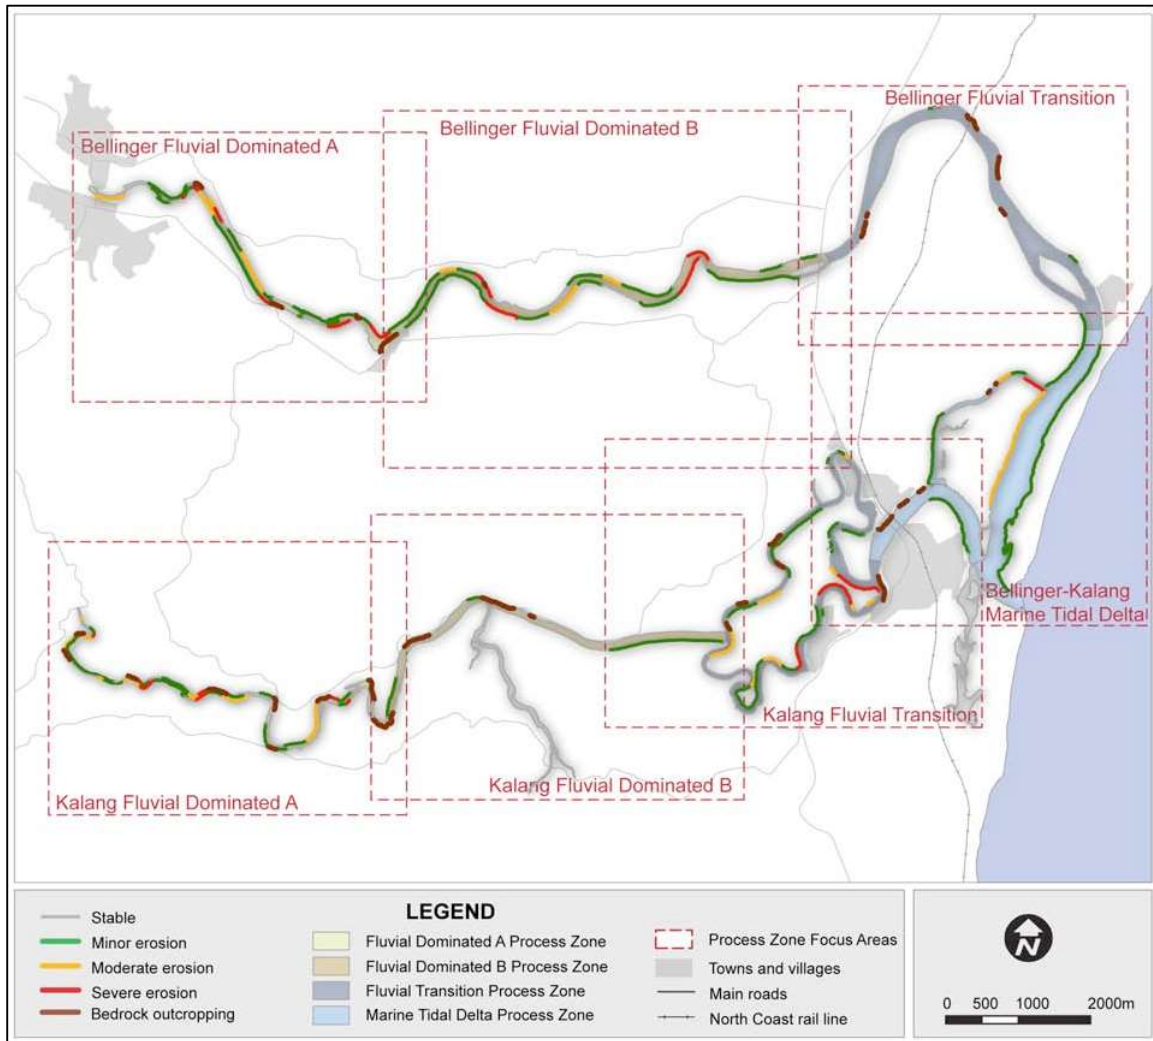 Bellinger Fluvial Transition
Bellinger Fluvial Dominated B
Bellinger Fluvial Dominated A
Bellinger-Kalang
Marine Tidal Delta
Kalang Fluvial Transition
Kalang Fluvial Dominated B
Kalang Fluvial Dominated A
LEGEND
Stable
Minor erosion
Moderate erosion
Severe erosion
Bedrock outcropping
Fluvial Dominated A Process Zone
Fluvial Dominated B Process Zone
Fluvial Transition Process Zone
Marine Tidal Delta Process Zone
Process Zone Focus Areas
Towns and villages
Main roads
North Coast rail line
N
0 500 1000 2000m